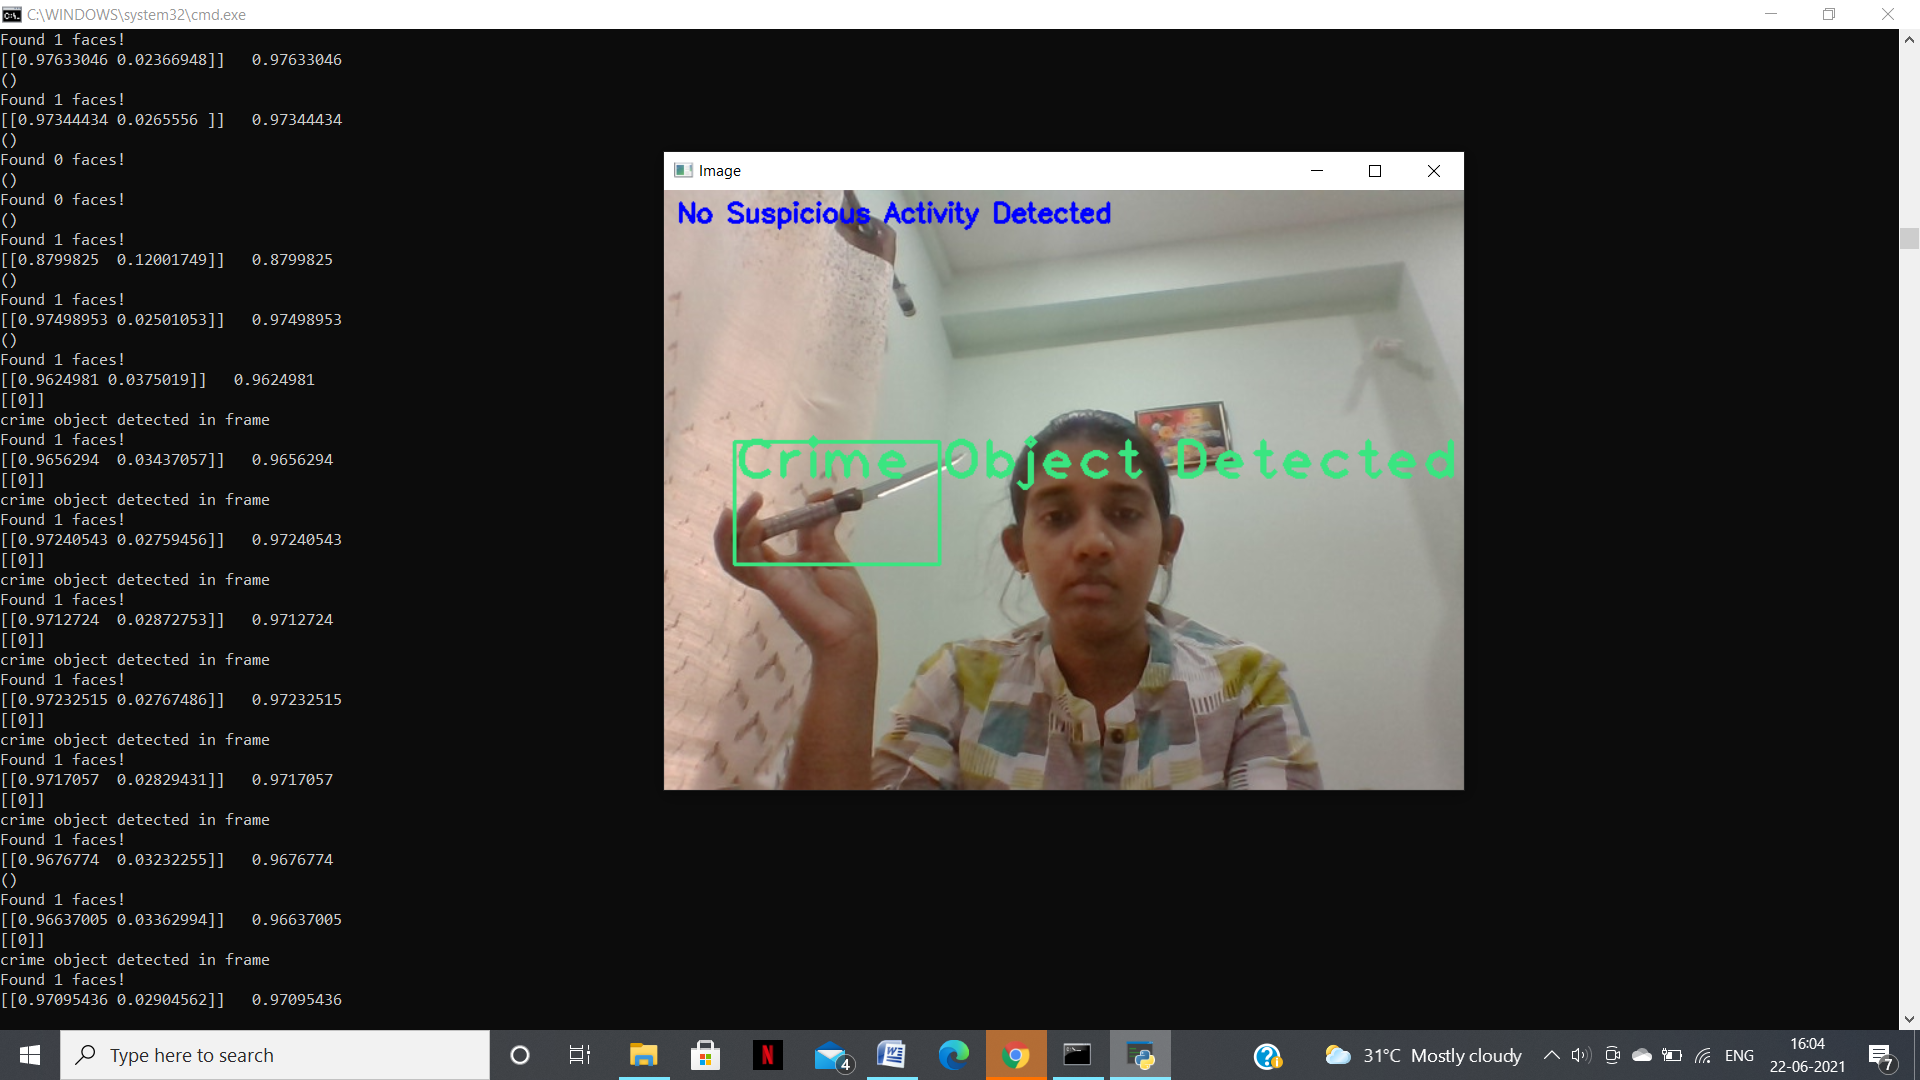 C:\WINDOWS\system32\cmd.exe
Found 1 faces!
[[0.97633046 0.02366948]]   0.97633046
()
Found 1 faces!
[[0.97344434 0.0265556 ]]   0.97344434
()
Found 0 faces!
()
Found 0 faces!
()
Found 1 faces!
[[0.8799825  0.12001749]]   0.8799825
()
Found 1 faces!
[[0.97498953 0.02501053]]   0.97498953
()
Found 1 faces!
[[0.9624981 0.0375019]]   0.9624981
[[0]]
crime object detected in frame
Found 1 faces!
[[0.9656294  0.03437057]]   0.9656294
[[0]]
crime object detected in frame
Found 1 faces!
[[0.97240543 0.02759456]]   0.97240543
[[0]]
crime object detected in frame
Found 1 faces!
[[0.9712724  0.02872753]]   0.9712724
[[0]]
crime object detected in frame
Found 1 faces!
[[0.97232515 0.02767486]]   0.97232515
[[0]]
crime object detected in frame
Found 1 faces!
[[0.9717057  0.02829431]]   0.9717057
[[0]]
crime object detected in frame
Found 1 faces!
[[0.9676774  0.03232255]]   0.9676774
()
Found 1 faces!
[[0.96637005 0.03362994]]   0.96637005
[[0]]
crime object detected in frame
Found 1 faces!
[[0.97095436 0.02904562]]   0.97095436
Image
No Suspicious Activity Detected
Crime Object Detected
Type here to search
N
4
W
31°C Mostly cloudy
ENG
16:04
22-06-2021
7